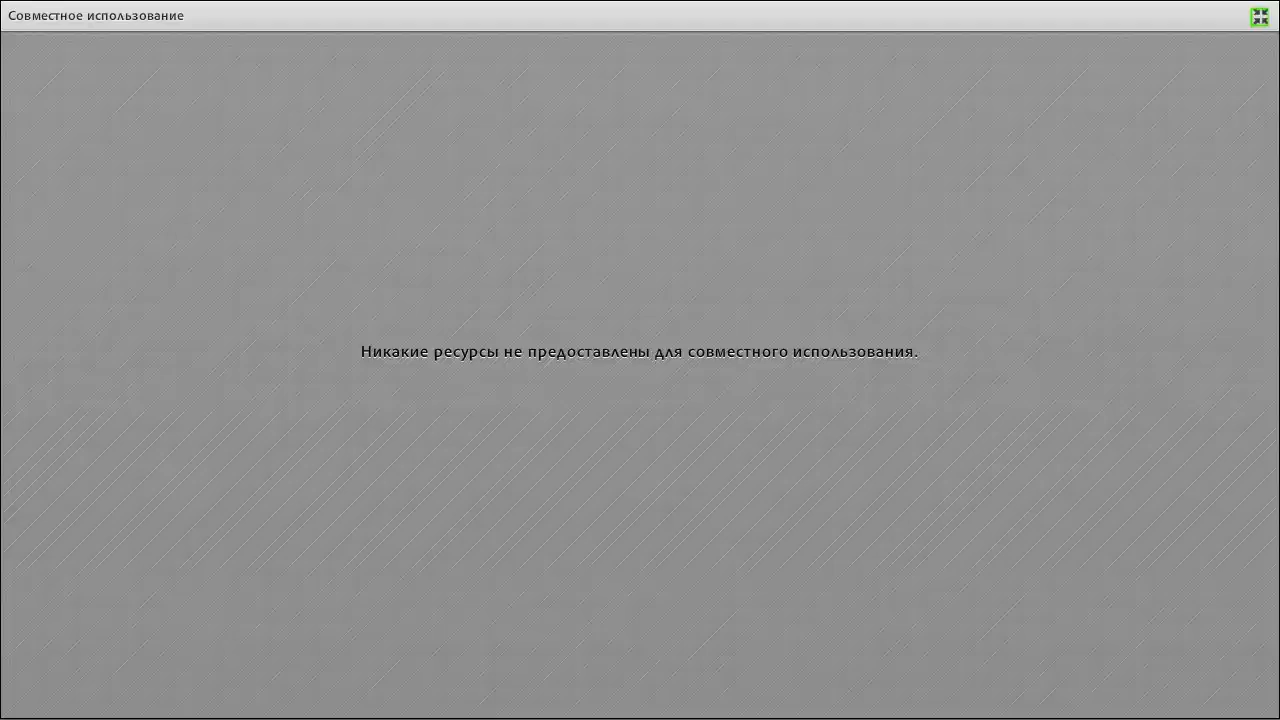 Совместное использование
Никакие ресурсы не предоставлены для совместного использования.